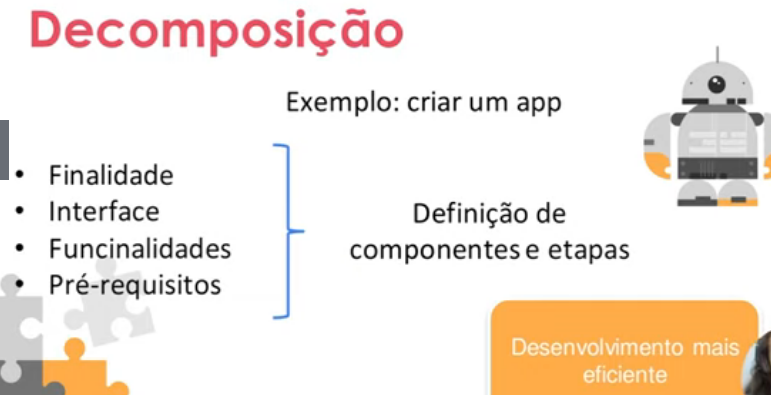 Decomposição
Exemplo: criar um app
• Finalidade
• Interface
• Funcinalidades
• Pré-requisitos
Definição de
componentes e etapas
Desenvolvimento mais
eficiente